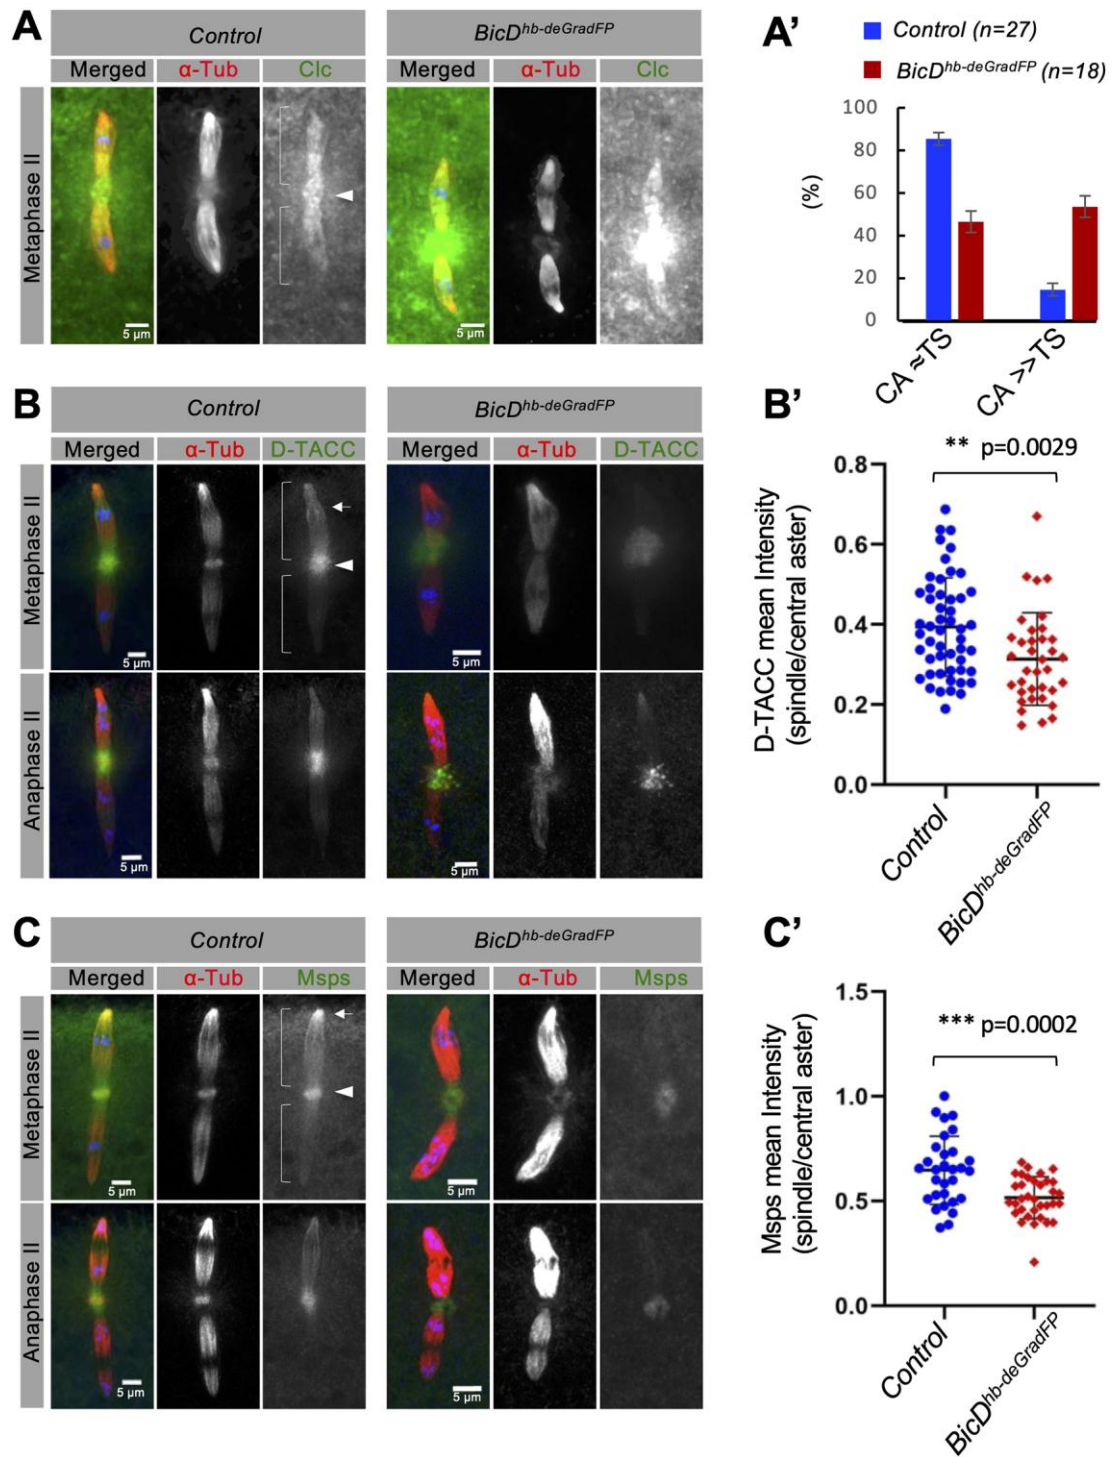 A
Control
BicD^hb-deGradFP
Merged α-Tub Clc
Merged α-Tub Clc
Metaphase II
5 µm
5 µm
A'
Control (n=27)
BicD^hb-deGradFP (n=18)
100
80
60
40
20
0
(%)
CA ≈TS
CA >>TS
B
Control
BicD^hb-deGradFP
Merged α-Tub D-TACC
Merged α-Tub D-TACC
Metaphase II
5 µm
5 µm
Anaphase II
5 µm
5 µm
B'
** p=0.0029
0.8
0.6
0.4
0.2
0.0
D-TACC mean Intensity
(spindle/central aster)
Control
BicD^hb-deGradFP
C
Control
BicD^hb-deGradFP
Merged α-Tub Msps
Merged α-Tub Msps
Metaphase II
5 µm
5 µm
Anaphase II
5 µm
5 µm
C'
*** p=0.0002
1.5
1.0
0.5
0.0
Msps mean Intensity
(spindle/central aster)
Control
BicD^hb-deGradFP